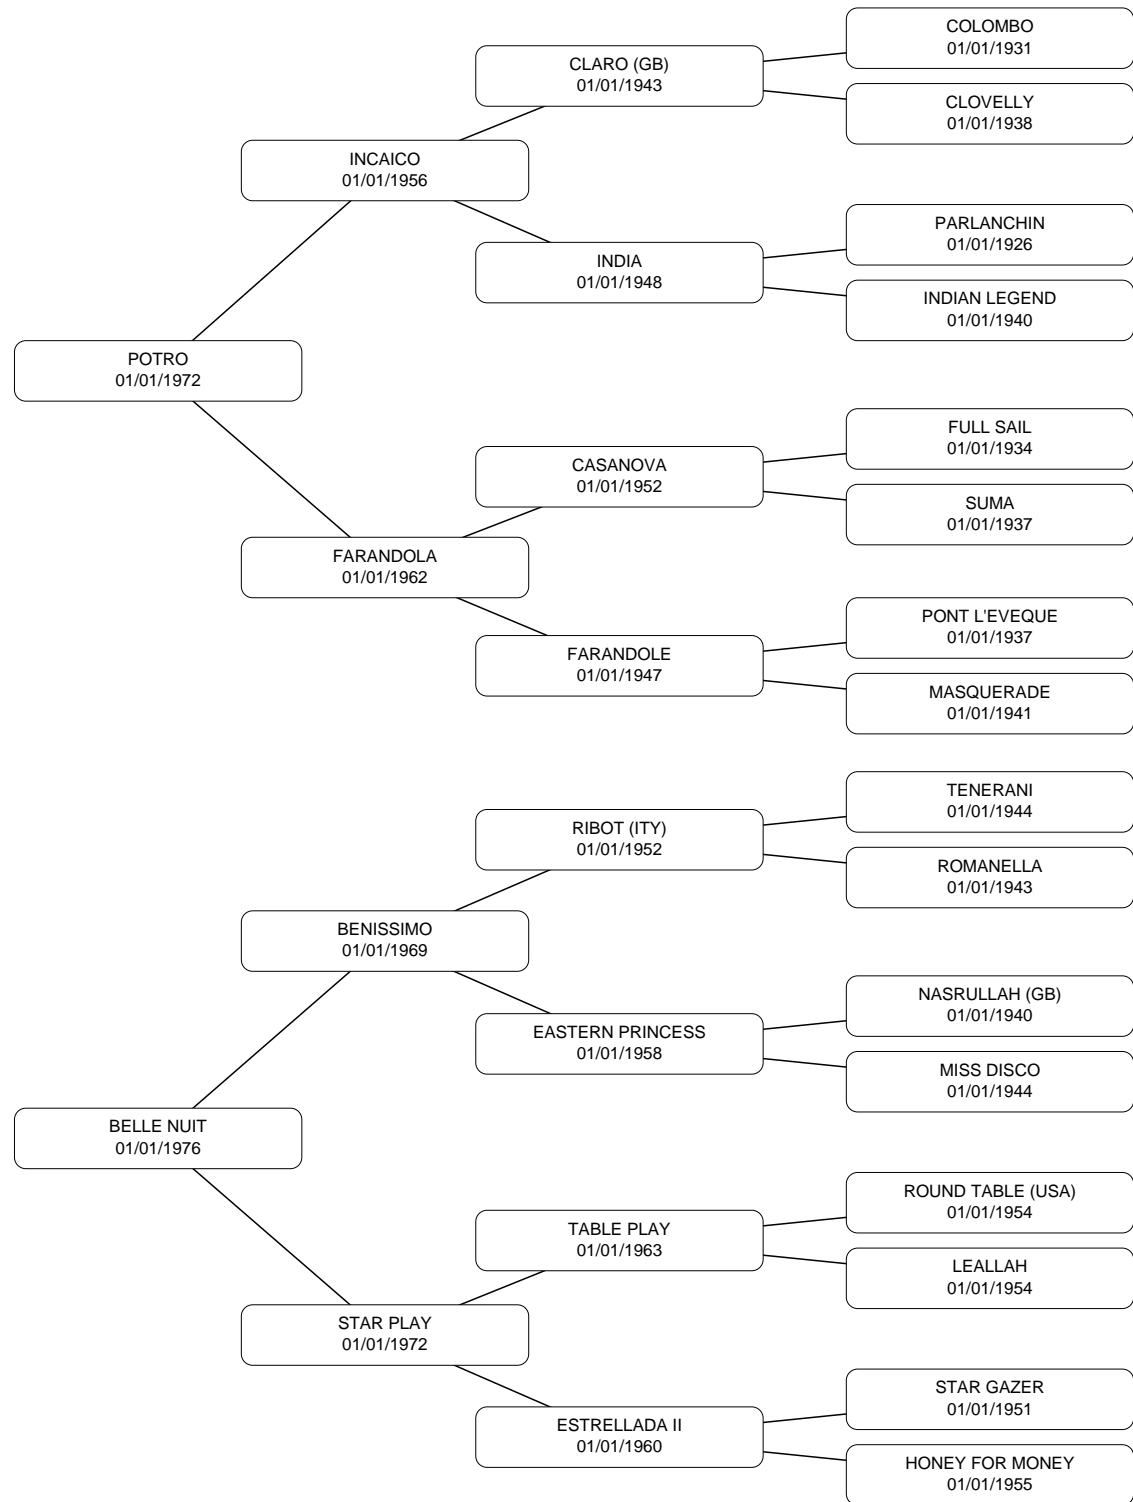 COLOMBO
01/01/1931
CLARO (GB)
01/01/1943
CLOVELLY
01/01/1938
INCAICO
01/01/1956
PARLANCHIN
01/01/1926
INDIA
01/01/1948
INDIAN LEGEND
01/01/1940
POTRO
01/01/1972
FULL SAIL
01/01/1934
CASANOVA
01/01/1952
SUMA
01/01/1937
FARANDOLA
01/01/1962
PONT L'EVEQUE
01/01/1937
FARANDOLE
01/01/1947
MASQUERADE
01/01/1941
TENERANI
01/01/1944
RIBOT (ITY)
01/01/1952
ROMANELLA
01/01/1943
BENISSIMO
01/01/1969
NASRULLAH (GB)
01/01/1940
EASTERN PRINCESS
01/01/1958
MISS DISCO
01/01/1944
BELLE NUIT
01/01/1976
ROUND TABLE (USA)
01/01/1954
TABLE PLAY
01/01/1963
LEALLAH
01/01/1954
STAR PLAY
01/01/1972
STAR GAZER
01/01/1951
ESTRELLADA II
01/01/1960
HONEY FOR MONEY
01/01/1955